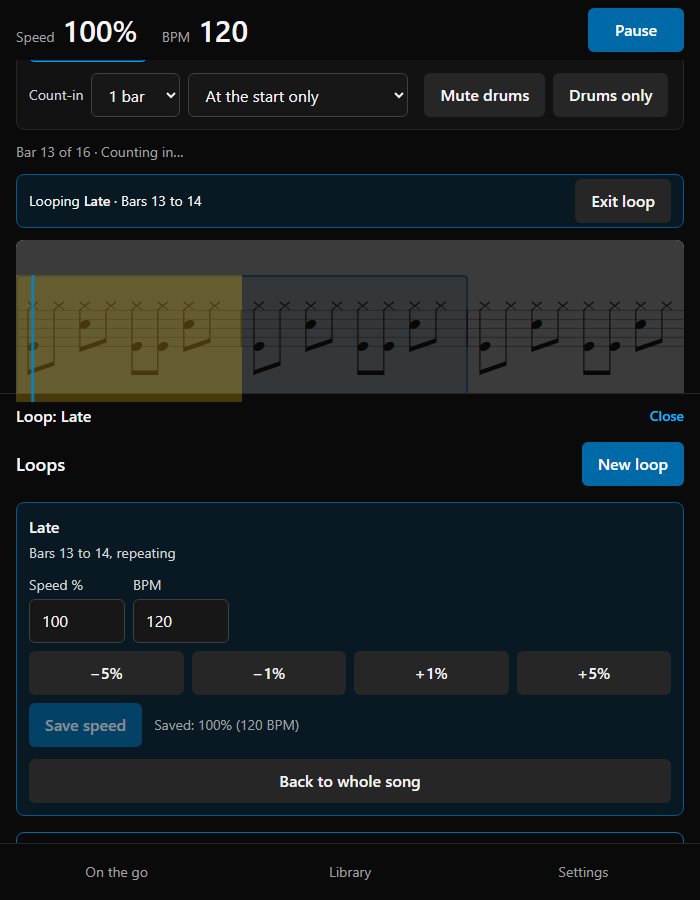 Speed 100% BPM 120 Pause
Count-in 1 bar At the start only Mute drums Drums only
Bar 13 of 16 · Counting in...
Looping Late · Bars 13 to 14 Exit loop
Loop: Late Close
Loops New loop
Late
Bars 13 to 14, repeating
Speed % BPM
100 120
−5% −1% +1% +5%
Save speed Saved: 100% (120 BPM)
Back to whole song
On the go Library Settings